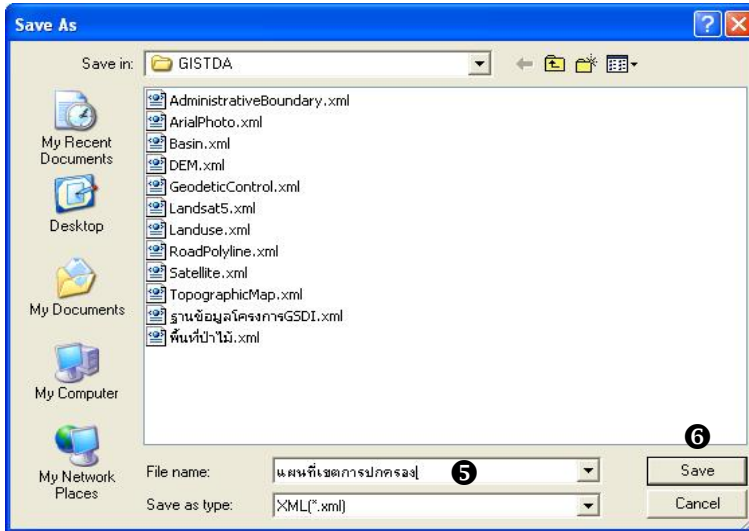 Save As
Save in: GISTDA
My Recent Documents
Desktop
My Documents
My Computer
My Network Places
AdministrativeBoundary.xml
ArialPhoto.xml
Basin.xml
DEM.xml
GeodeticControl.xml
Landsat5.xml
Landuse.xml
RoadPolyline.xml
Satellite.xml
TopographicMap.xml
ฐานข้อมูลโครงการGSDI.xml
พื้นที่ป่าไม้.xml
❻
File name: แผนที่เขตการปกครอง ❺ Save
Save as type: XML(*.xml) Cancel